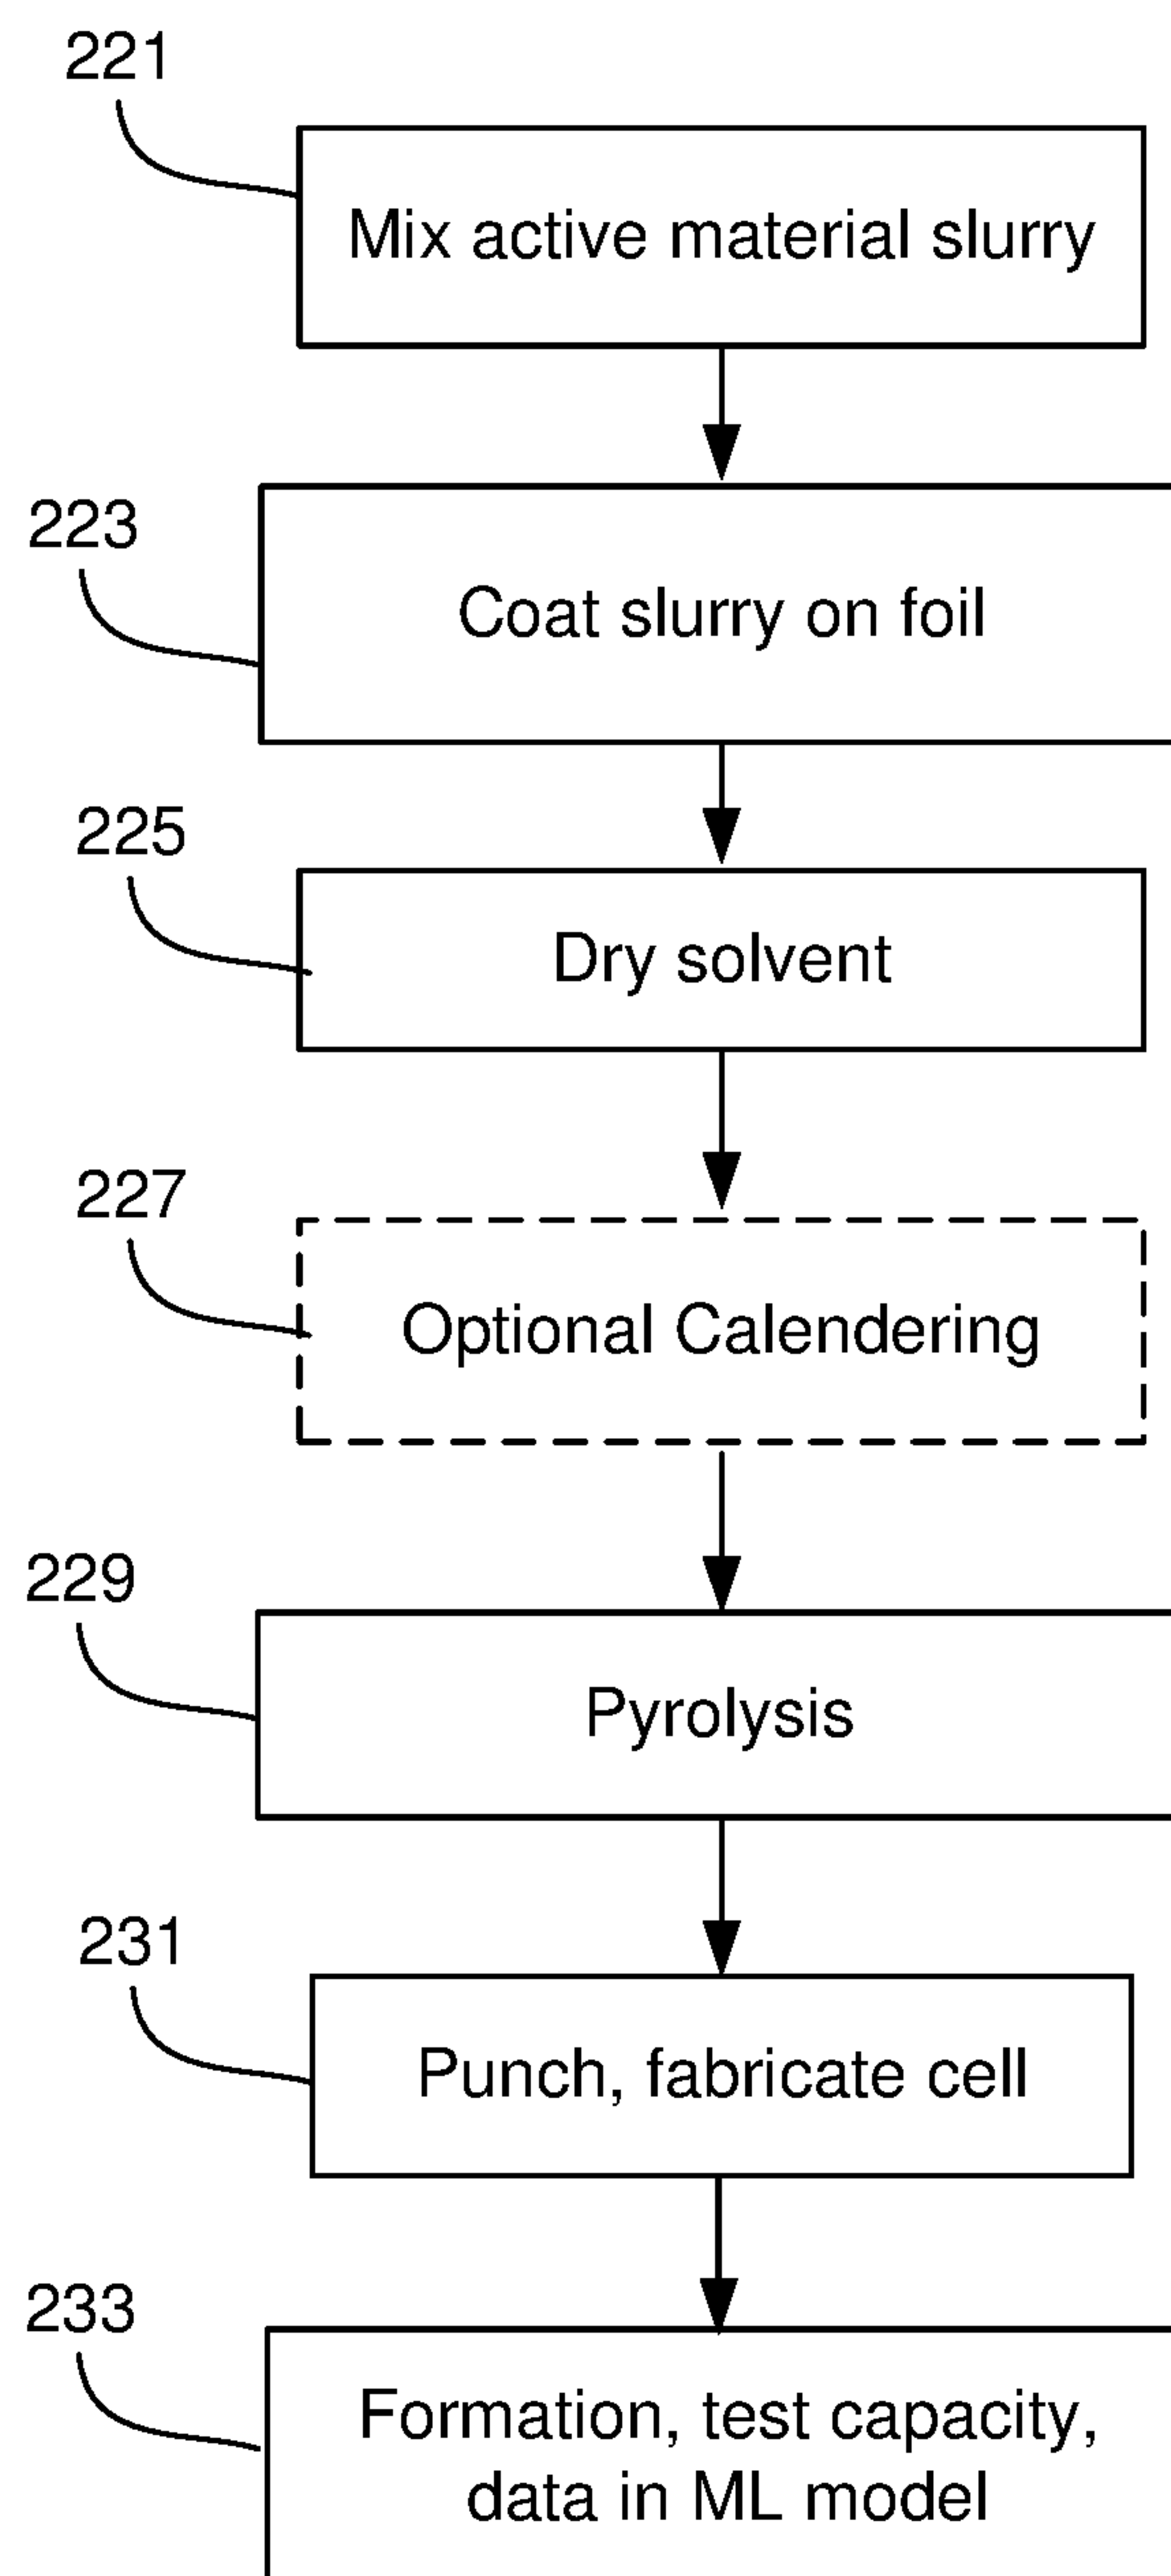 221
Mix active material slurry
223
Coat slurry on foil
225
Dry solvent
227
Optional Calendering
229
Pyrolysis
231
Punch, fabricate cell
233
Formation, test capacity,
data in ML model